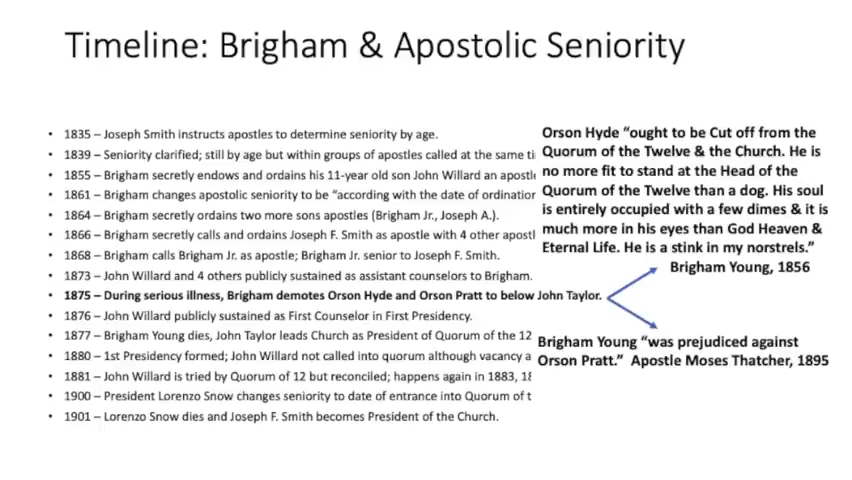 Timeline: Brigham & Apostolic Seniority
• 1835 – Joseph Smith instructs apostles to determine seniority by age.
• 1839 – Seniority clarified; still by age but within groups of apostles called at the same
• 1855 – Brigham secretly endows and ordains his 11-year old son John Willard an
• 1861 – Brigham changes apostolic seniority to be "according with the date of ordination
• 1864 – Brigham secretly ordains two more sons apostles (Brigham Jr., Joseph A.).
• 1866 – Brigham secretly calls and ordains Joseph F. Smith as apostle with 4 other
• 1868 – Brigham calls Brigham Jr. as apostle; Brigham Jr. senior to Joseph F. Smith.
• 1873 – John Willard and 4 others publicly sustained as assistant counselors to Brigham.
• 1875 – During serious illness, Brigham demotes Orson Hyde and Orson Pratt to below John Taylor.
• 1876 – John Willard publicly sustained as First Counselor in First Presidency.
• 1877 – Brigham Young dies, John Taylor leads Church as President of Quorum of the 12
• 1880 – 1st Presidency formed; John Willard not called into quorum although vacancy
• 1881 – John Willard is tried by Quorum of 12 but reconciled; happens again in 1883,
• 1900 – President Lorenzo Snow changes seniority to date of entrance into Quorum of
• 1901 – Lorenzo Snow dies and Joseph F. Smith becomes President of the Church.
Orson Hyde "ought to be Cut off from the
Quorum of the Twelve & the Church. He is
no more fit to stand at the Head of the
Quorum of the Twelve than a dog. His soul
is entirely occupied with a few dimes & it is
much more in his eyes than God Heaven &
Eternal Life. He is a stink in my norstrels."
Brigham Young, 1856
Brigham Young "was prejudiced against
Orson Pratt." Apostle Moses Thatcher, 1895